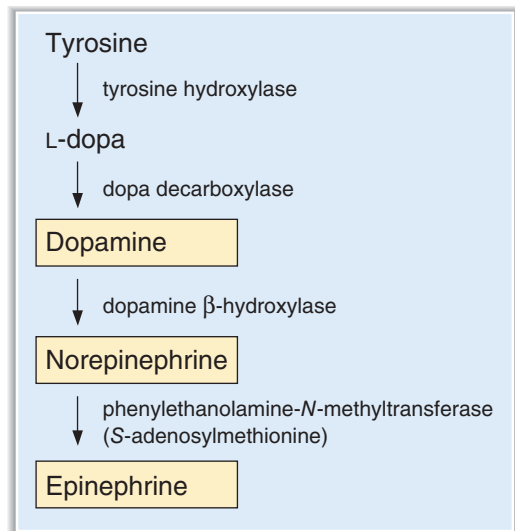 Tyrosine
tyrosine hydroxylase
L-dopa
dopa decarboxylase
Dopamine
dopamine β-hydroxylase
Norepinephrine
phenylethanolamine-N-methyltransferase
(S-adenosylmethionine)
Epinephrine